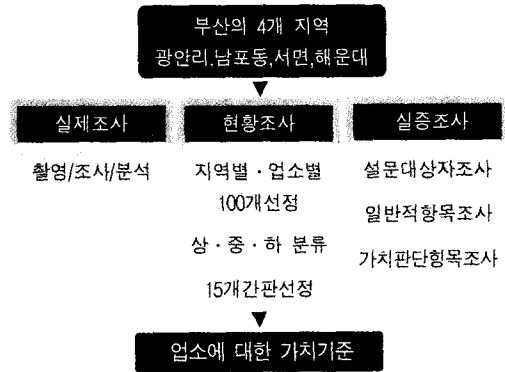 부산의 4개 지역
광안리,남포동,서면,해운대
실제조사
촬영/조사/분석
현황조사
지역별·업소별
100개선정
상·중·하 분류
15개간판선정
실증조사
설문대상자조사
일반적항목조사
가치판단항목조사
업소에 대한 가치기준